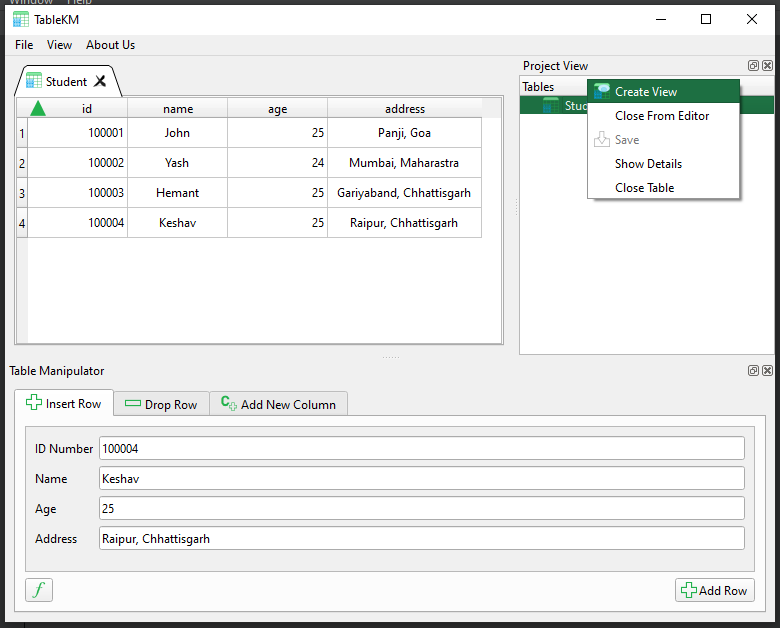 Window Help
TableKM
File View About Us
Student
Project View
Tables
Stud
Create View
Close From Editor
Save
Show Details
Close Table
id name age address
1 100001 John 25 Panji, Goa
2 100002 Yash 24 Mumbai, Maharastra
3 100003 Hemant 25 Gariyaband, Chhattisgarh
4 100004 Keshav 25 Raipur, Chhattisgarh
Table Manipulator
Insert Row Drop Row Add New Column
ID Number 100004
Name Keshav
Age 25
Address Raipur, Chhattisgarh
f Add Row